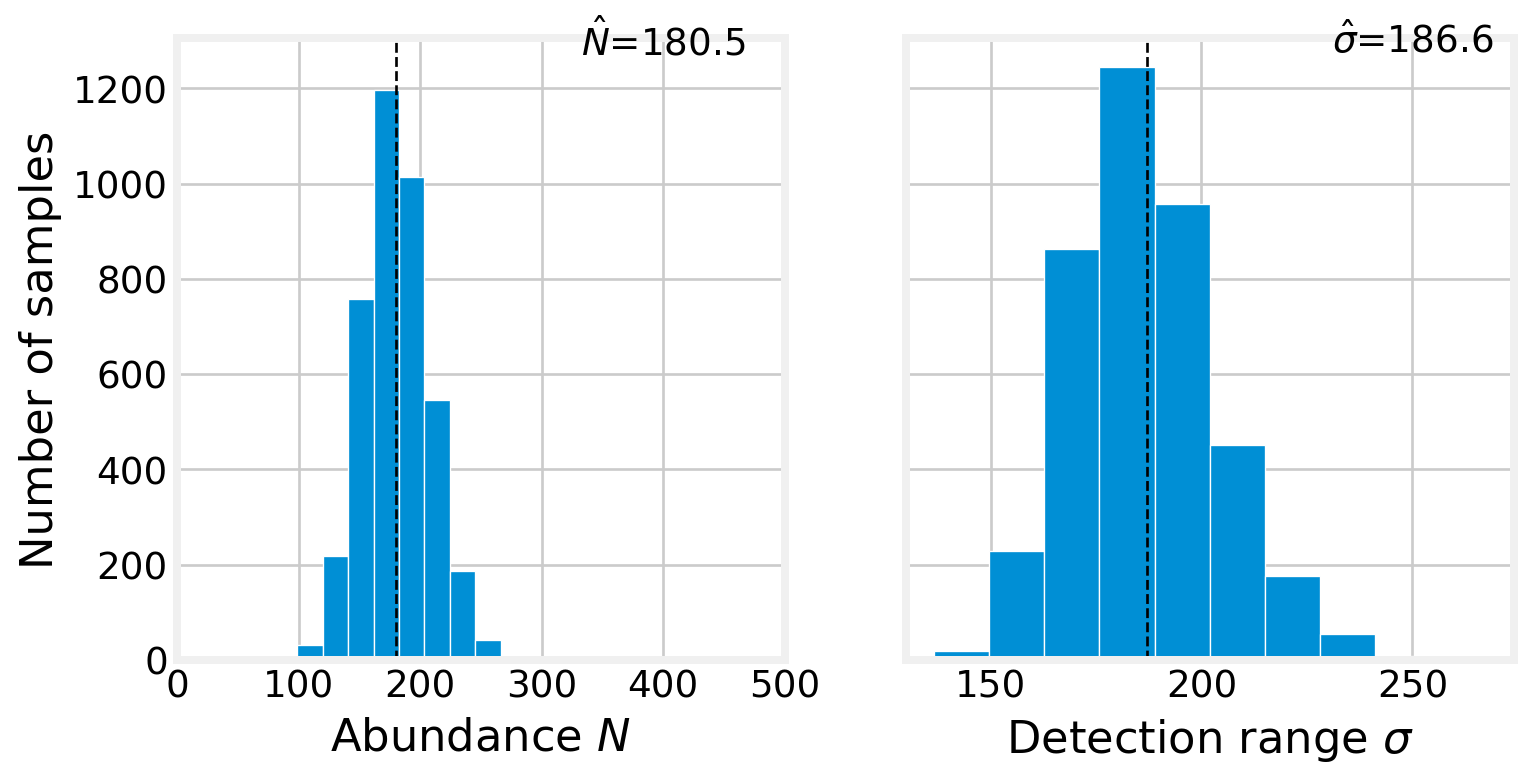 N̂=180.5
1200
1000
800
600
400
200
0
0 100 200 300 400 500
Number of samples
Abundance N
σ̂=186.6
150 200 250
Detection range σ